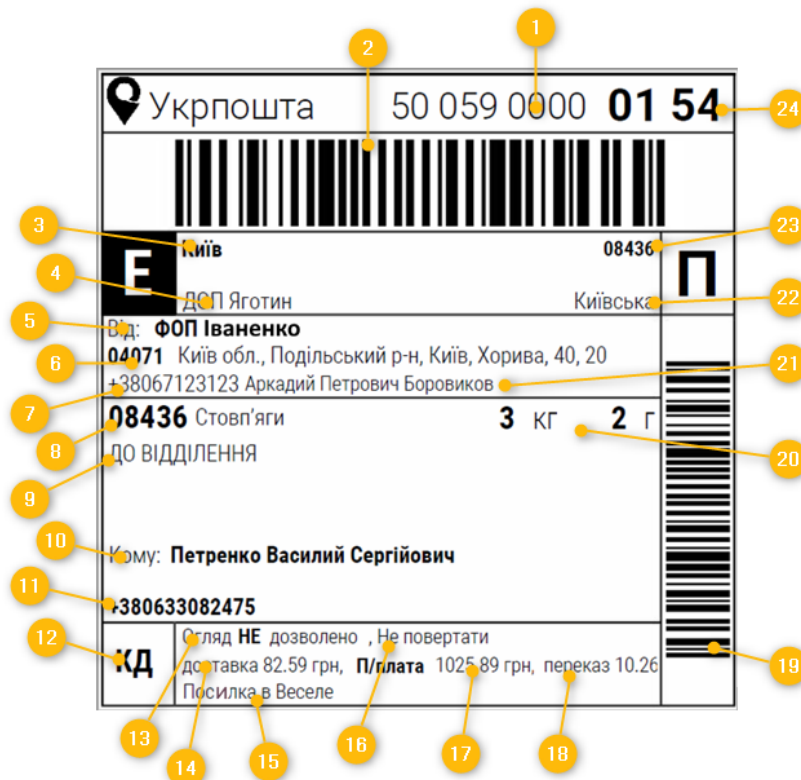 1
2
Укрпошта 50 059 0000 01 54
24
3
Київ 08436
23
Е
П
4
ДОП Яготин Київська
22
5
Від: ФОП Іваненко
6
04071 Київ обл., Подільський р-н, Київ, Хорива, 40, 20
21
7
+38067123123 Аркадий Петрович Боровиков
8
08436 Стовп’яги 3 кг 2 г
20
9
ДО ВІДДІЛЕННЯ
10
Кому: Петренко Василий Сергійович
11
+380633082475
12
КД
Огляд НЕ дозволено , Не повертати
доставка 82.59 грн, П/плата 1025.89 грн, переказ 10.26
19
Посилка в Веселе
13
14
15
16
17
18